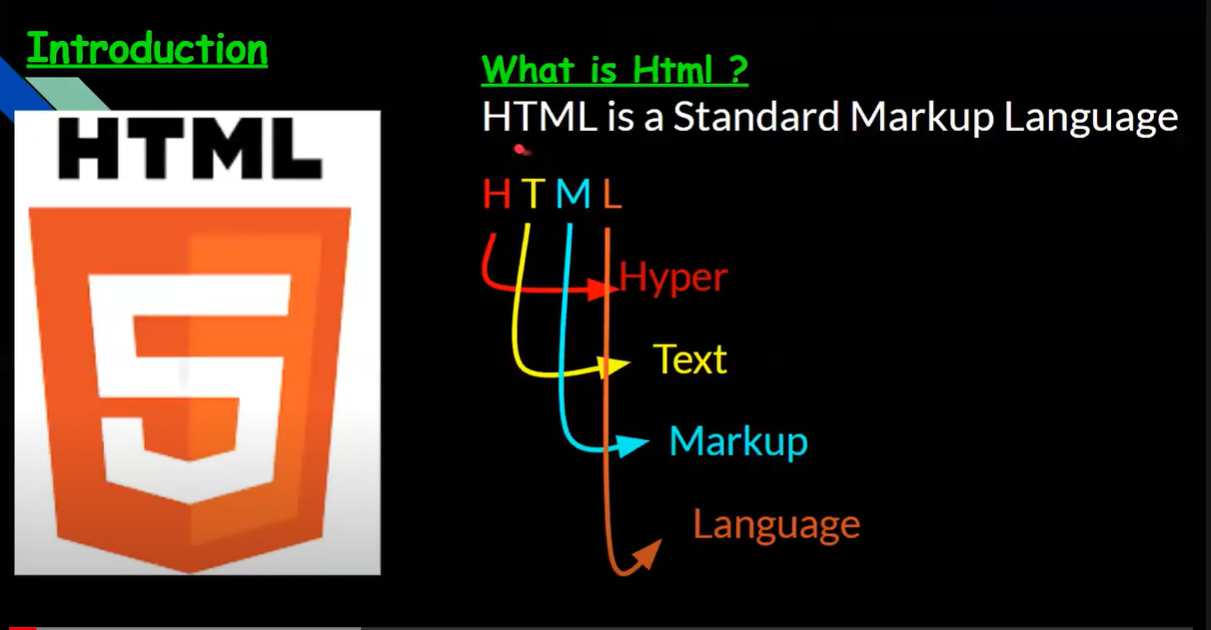 Introduction
HTML
5
What is Html ?
HTML is a Standard Markup Language
H T M L
Hyper
Text
Markup
Language